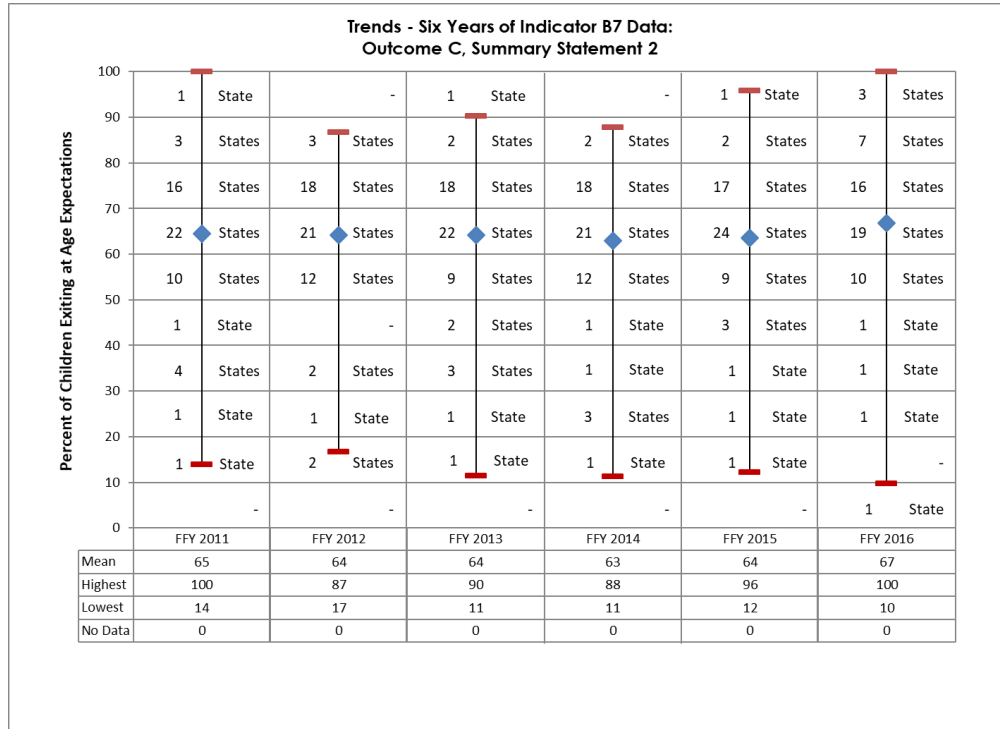 Trends - Six Years of Indicator B7 Data:
Outcome C, Summary Statement 2
Percent of Children Exiting at Age Expectations
100
1 State - 1 State - 1 State 3 States
90
3 States 3 States 2 States 2 States 2 States 7 States
80
16 States 18 States 18 States 18 States 17 States 16 States
70
22 States 21 States 22 States 21 States 24 States 19 States
60
10 States 12 States 9 States 12 States 9 States 10 States
50
1 State - 2 States 1 State 3 States 1 State
40
4 States 2 States 3 States 1 State 1 State 1 State
30
1 State 1 State 1 State 3 States 1 State 1 State
20
1 State 2 States 1 State 1 State 1 State -
10
- - - - - 1 State
0
FFY 2011 FFY 2012 FFY 2013 FFY 2014 FFY 2015 FFY 2016
Mean 65 64 64 63 64 67
Highest 100 87 90 88 96 100
Lowest 14 17 11 11 12 10
No Data 0 0 0 0 0 0